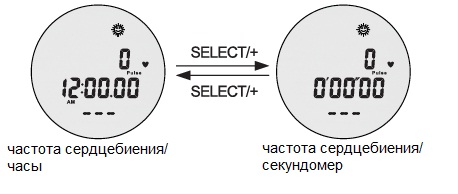 0
Pulse
12:00.00
AM
- - -
SELECT/+
SELECT/+
0
Pulse
0'00"00
- - -
частота сердцебиения/
часы
частота сердцебиения/
секундомер